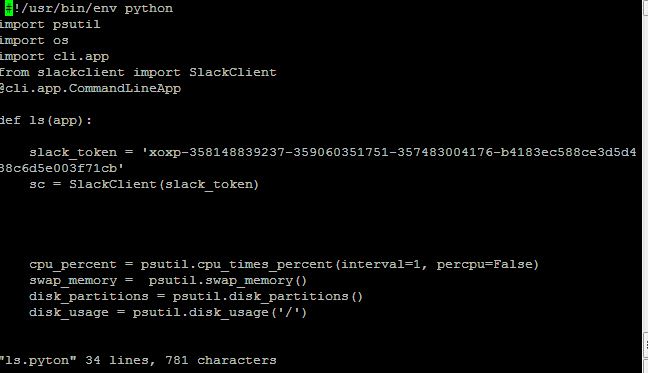 #!/usr/bin/env python
import psutil
import os
import cli.app
from slackclient import SlackClient
@cli.app.CommandLineApp
def ls(app):
slack_token = 'xoxp-358148839237-359060351751-357483004176-b4183ec588ce3d5d4
38c6d5e003f71cb'
sc = SlackClient(slack_token)
cpu_percent = psutil.cpu_times_percent(interval=1, percpu=False)
swap_memory =  psutil.swap_memory()
disk_partitions = psutil.disk_partitions()
disk_usage = psutil.disk_usage('/')
"ls.pyton" 34 lines, 781 characters